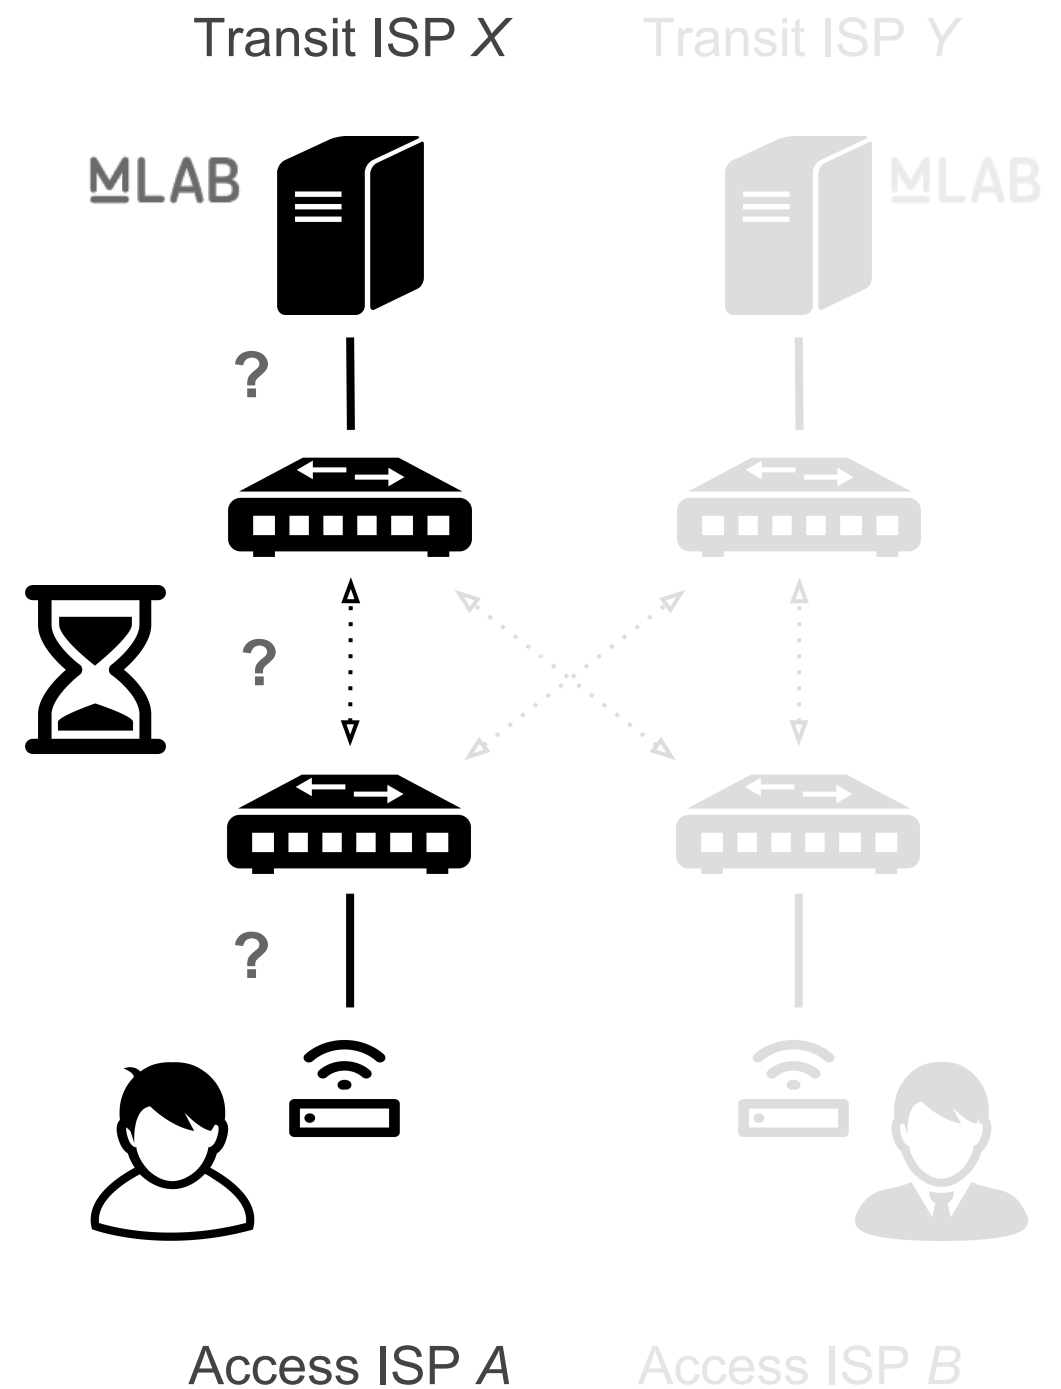 Transit ISP X
Transit ISP Y
MLAB
MLAB
?
?
?
Access ISP A
Access ISP B